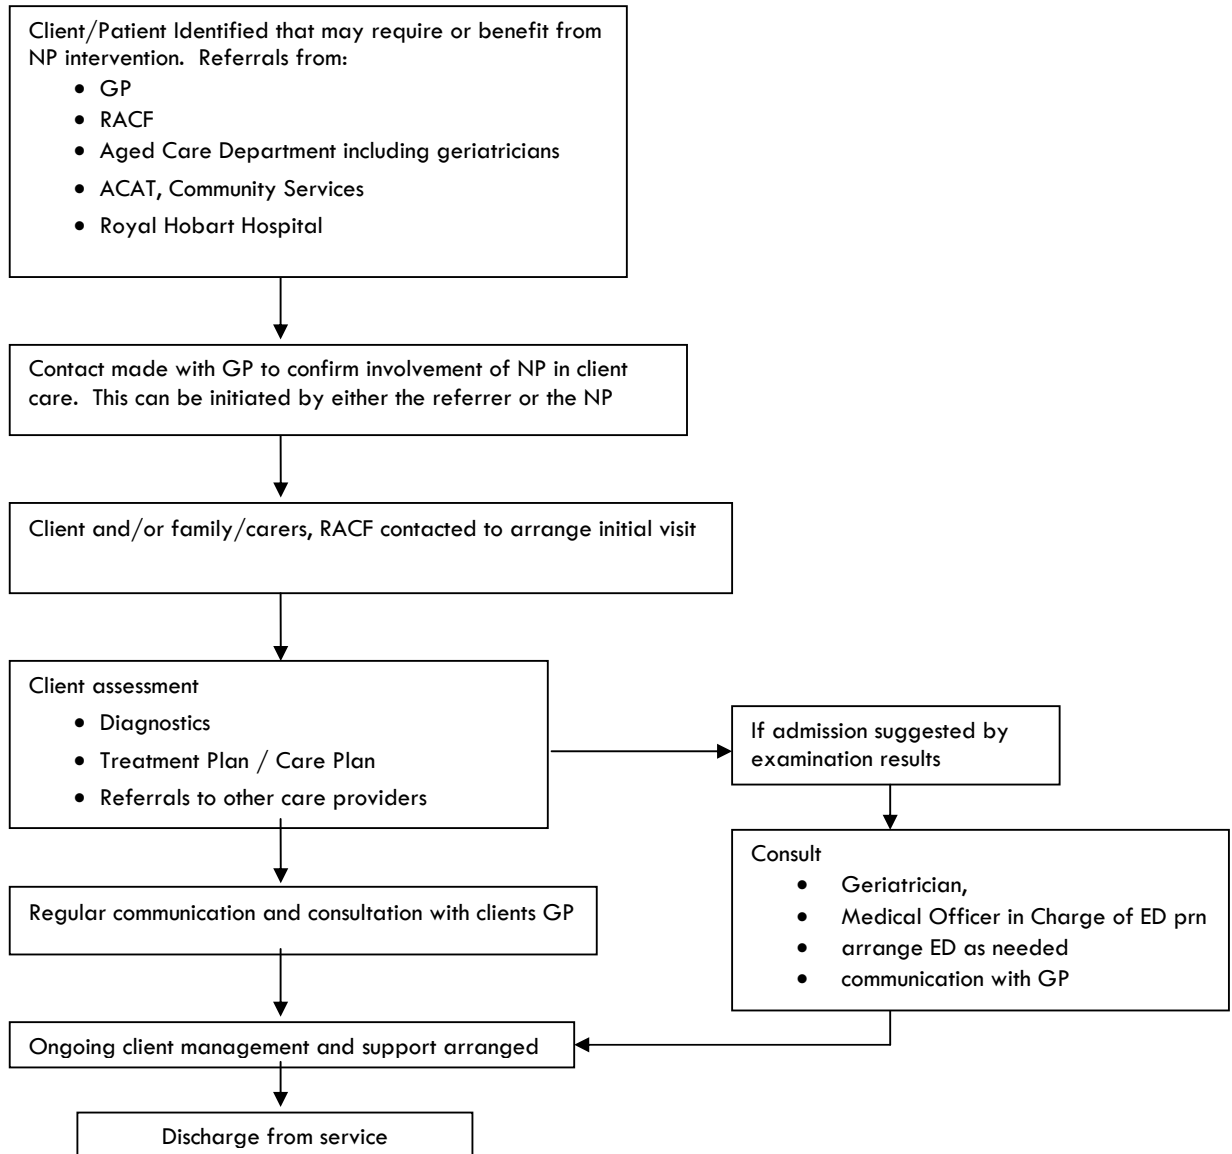 Client/Patient Identified that may require or benefit from
NP intervention.  Referrals from:
• GP
• RACF
• Aged Care Department including geriatricians
• ACAT, Community Services
• Royal Hobart Hospital
Contact made with GP to confirm involvement of NP in client
care.  This can be initiated by either the referrer or the NP
Client and/or family/carers, RACF contacted to arrange initial visit
Client assessment
• Diagnostics
• Treatment Plan / Care Plan
• Referrals to other care providers
If admission suggested by
examination results
Consult
• Geriatrician,
• Medical Officer in Charge of ED prn
• arrange ED as needed
• communication with GP
Regular communication and consultation with clients GP
Ongoing client management and support arranged
Discharge from service